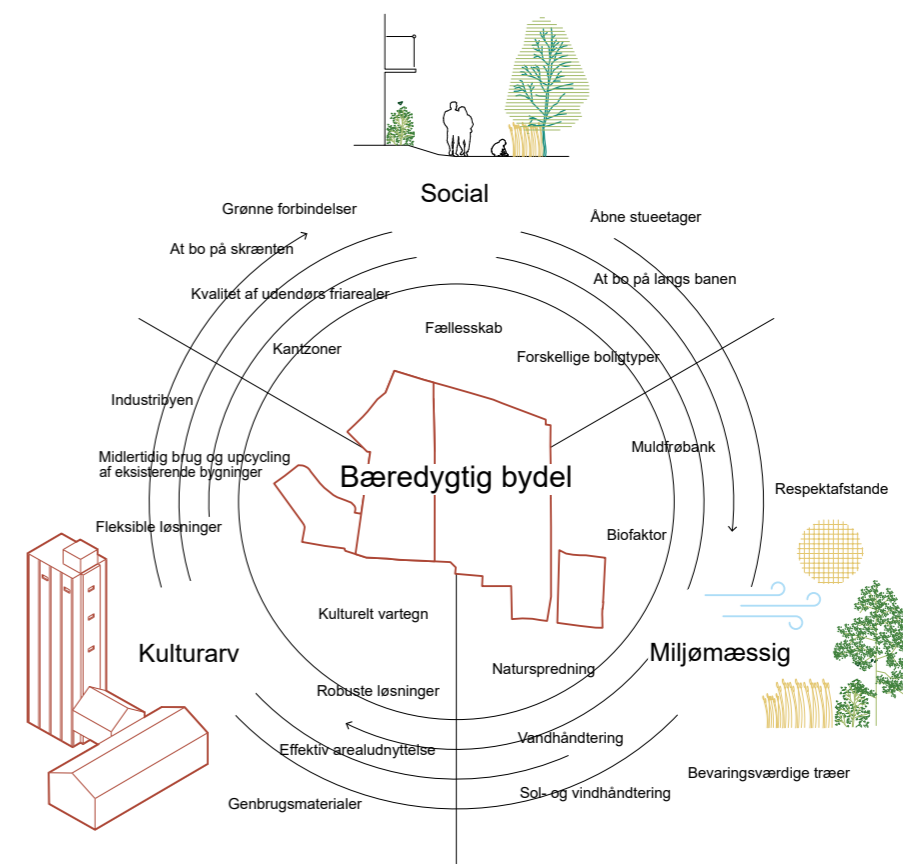 Social
Grønne forbindelser
Åbne stueetager
At bo på skrænten
At bo på langs banen
Kvalitet af udendørs friarealer
Fællesskab
Kantzoner
Forskellige boligtyper
Industribyen
Muldfrøbank
Midlertidig brug og upcycling
af eksisterende bygninger
Bæredygtig bydel
Respektafstande
Fleksible løsninger
Biofaktor
Kulturelt vartegn
Kulturarv
Miljømæssig
Naturspredning
Robuste løsninger
Vandhåndtering
Effektiv arealudnyttelse
Bevaringsværdige træer
Sol- og vindhåndtering
Genbrugsmaterialer